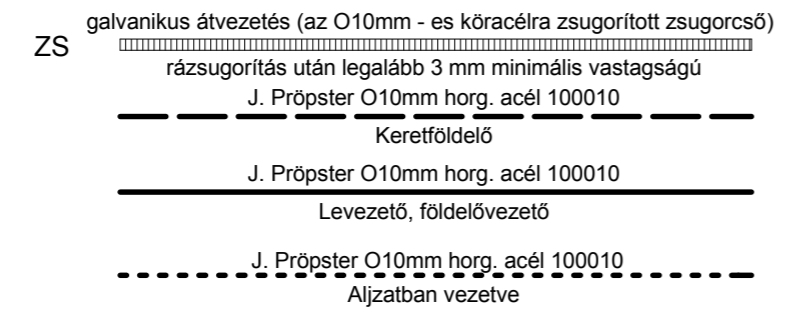 galvanikus átvezetés (az O10mm - es köracélra zsugorított zsugorcső)
ZS
rázsugorítás után legalább 3 mm minimális vastagságú
J. Pröpster O10mm horg. acél 100010
Keretföldelő
J. Pröpster O10mm horg. acél 100010
Levezető, földelővezető
J. Pröpster O10mm horg. acél 100010
Aljzatban vezetve